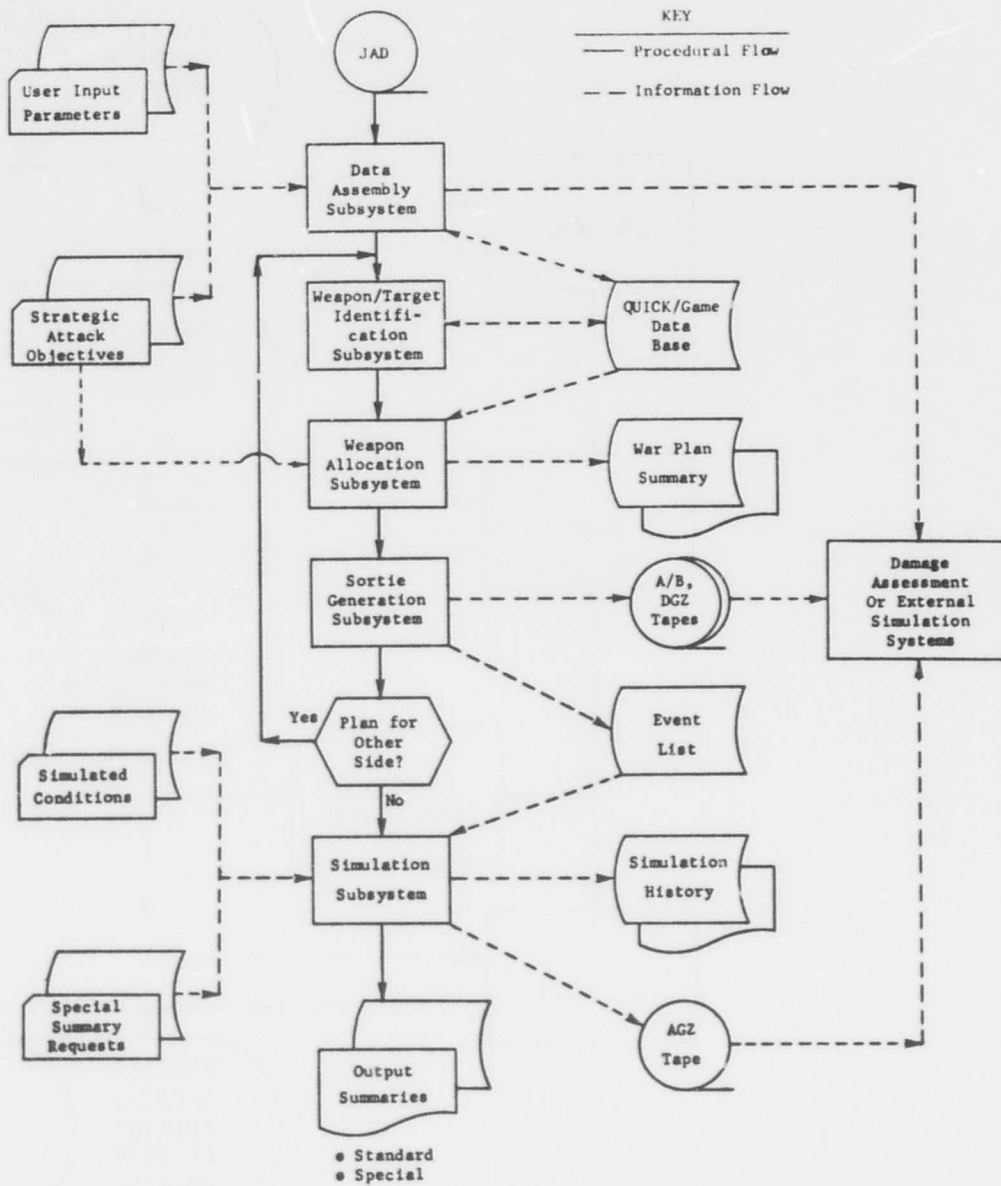 KEY
Procedural Flow
Information Flow
JAD
User Input
Parameters
Data
Assembly
Subsystem
Strategic
Attack
Objectives
Weapon/Target
Identifi-
cation
Subsystem
QUICK/Game
Data
Base
Weapon
Allocation
Subsystem
War Plan
Summary
Sortie
Generation
Subsystem
A/B,
DGZ
Tapes
Damage
Assessment
Or External
Simulation
Systems
Yes
Plan for
Other
Side?
No
Event
List
Simulated
Conditions
Simulation
Subsystem
Simulation
History
Special
Summary
Requests
Output
Summaries
AGZ
Tape
● Standard
● Special